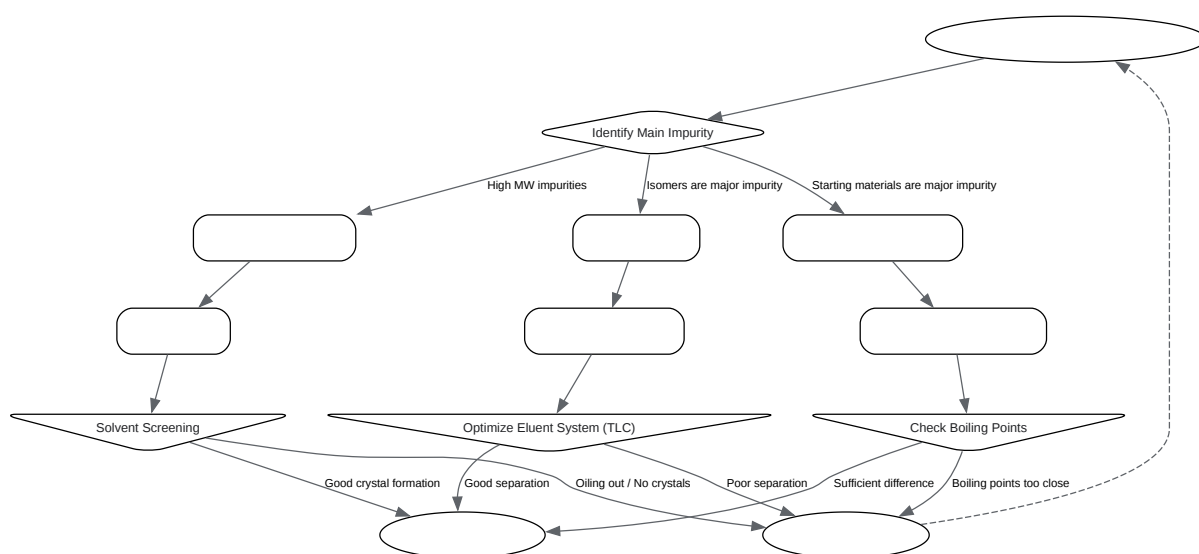 Identify Main Impurity
High MW impurities
Isomers are major impurity
Starting materials are major impurity
Solvent Screening
Optimize Eluent System (TLC)
Check Boiling Points
Good crystal formation
Good separation
Oiling out / No crystals
Poor separation
Sufficient difference
Boiling points too close